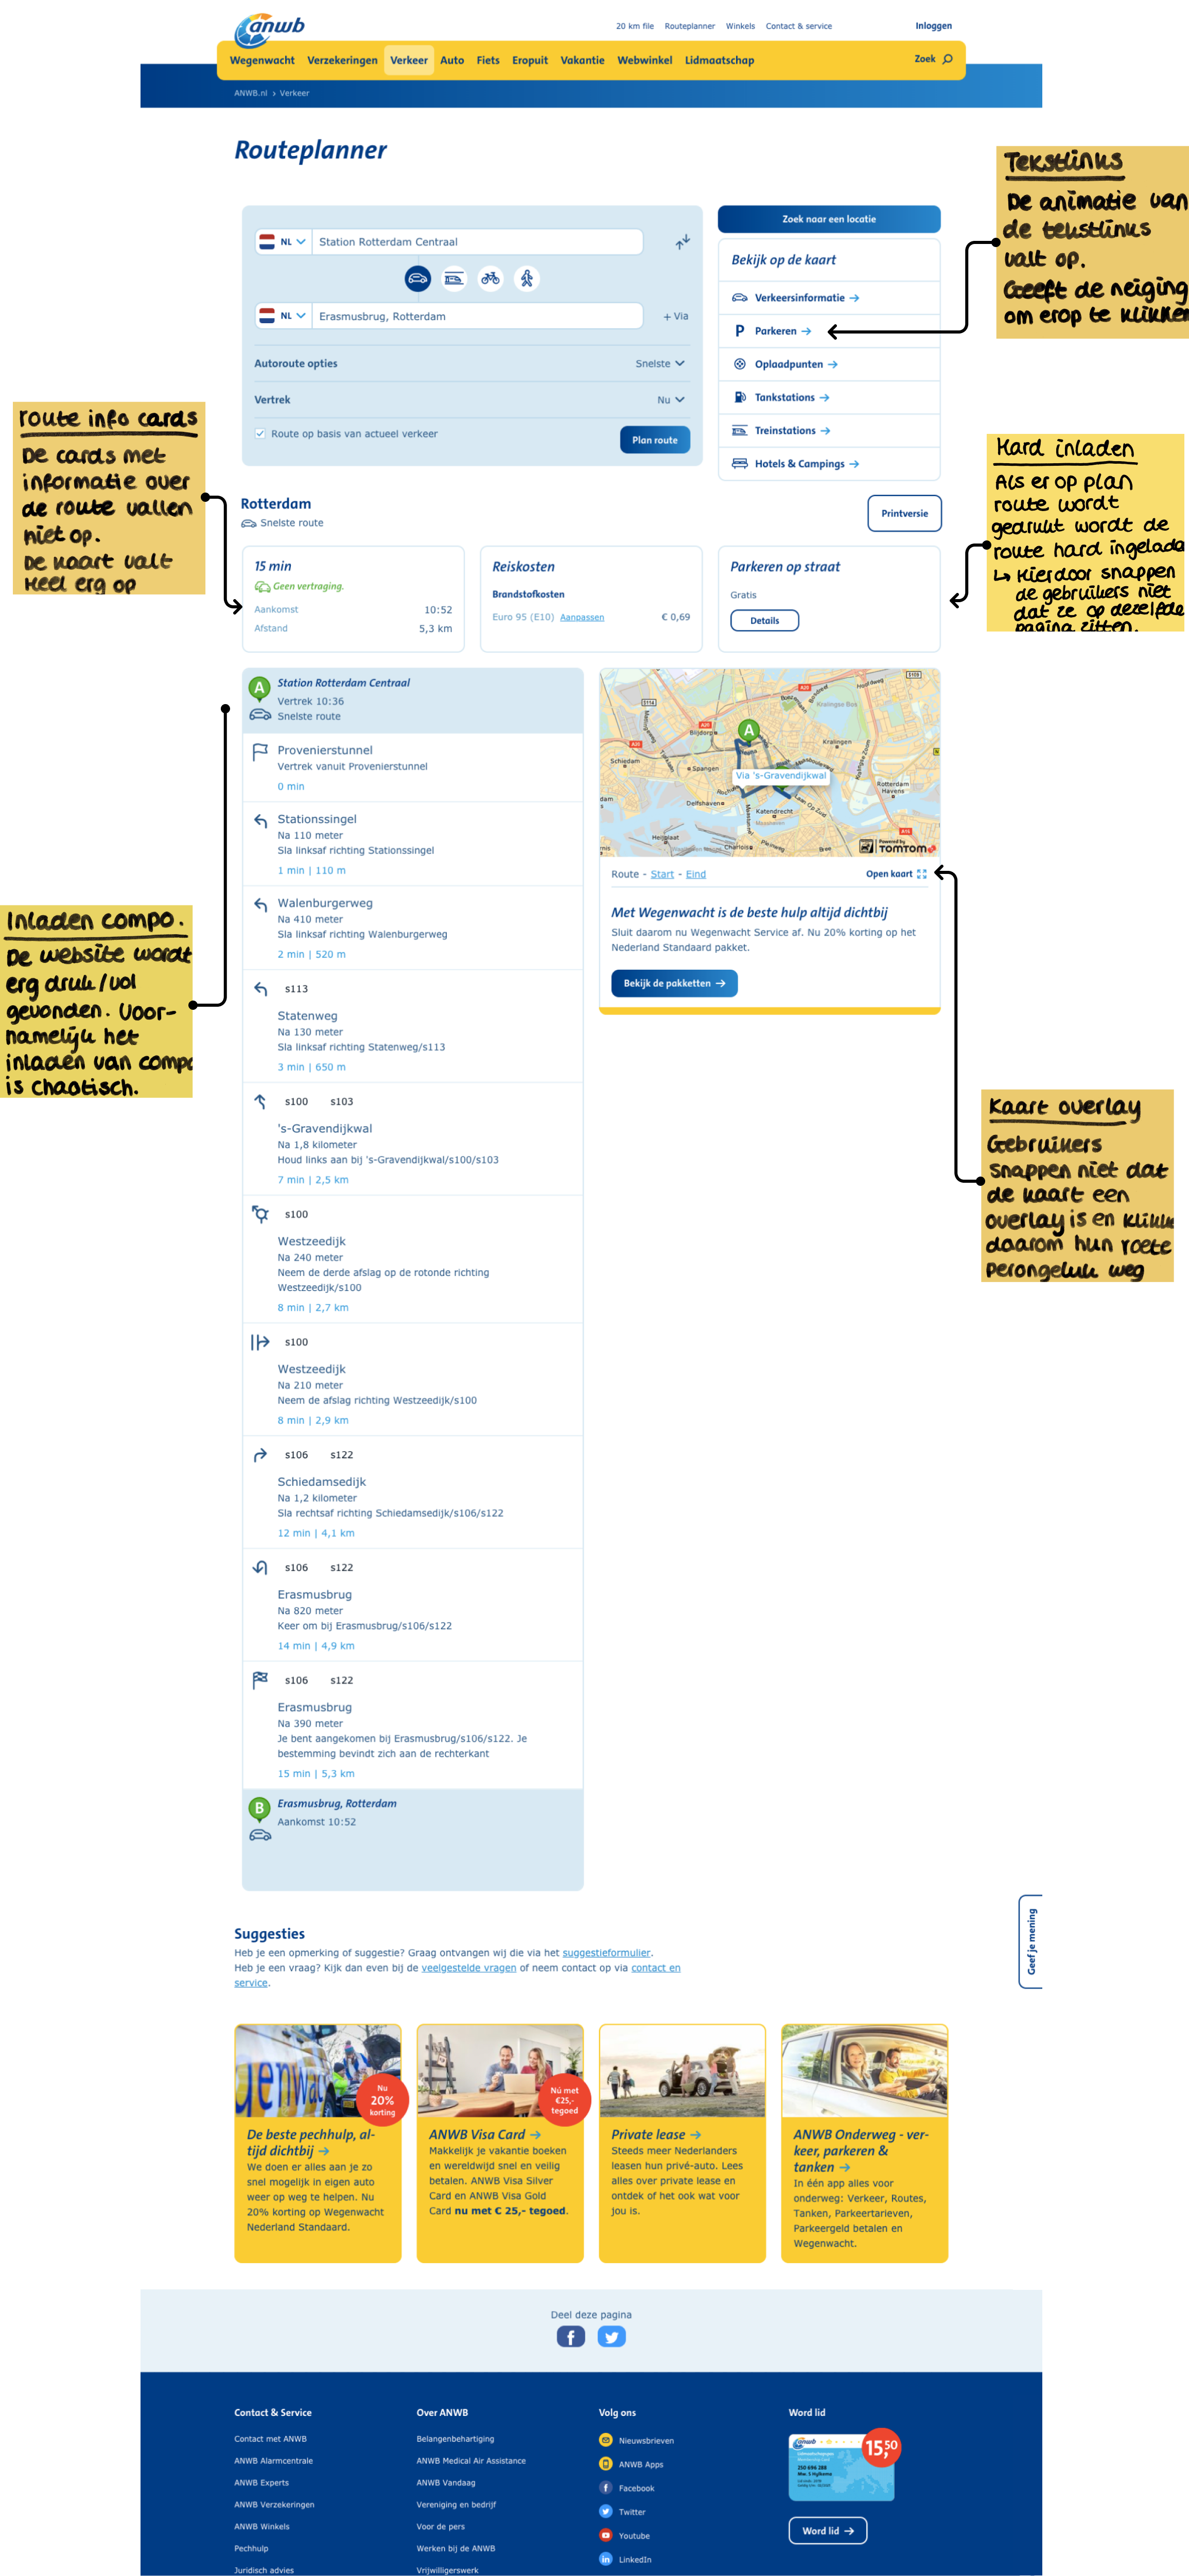 anwb
20 km file Routeplanner Winkels Contact & service Inloggen
Wegenwacht Verzekeringen Verkeer Auto Fiets Eropuit Vakantie Webwinkel Lidmaatschap Zoek
ANWB.nl > Verkeer
Routeplanner
NL Station Rotterdam Centraal
NL Erasmusbrug, Rotterdam + Via
Autoroute opties Snelste
Vertrek Nu
Route op basis van actueel verkeer
Plan route
Zoek naar een locatie
Bekijk op de kaart
Verkeersinformatie →
P Parkeren →
Oplaadpunten →
Tankstations →
Treinstations →
Hotels & Campings →
Tekstlinks
De animatie van
de tekstlinks
valt op.
Geeft de neiging
om erop te klikken
route info cards
De cards met
informatie over
de route vallen
niet op.
De kaart valt
heel erg op
Hard inladen
Als er op plan
route wordt
gedrukt wordt de
route hard ingelade
↳ Hierdoor snappen
de gebruikers niet
dat ze op dezelfde
pagina zitten.
Rotterdam
Snelste route
Printversie
15 min
Geen vertraging.
Aankomst 10:52
Afstand 5,3 km
Reiskosten
Brandstofkosten
Euro 95 (E10) Aanpassen € 0,69
Parkeren op straat
Gratis
Details
A Station Rotterdam Centraal
Vertrek 10:36
Snelste route
Provenierstunnel
Vertrek vanuit Provenierstunnel
0 min
Stationssingel
Na 110 meter
Sla linksaf richting Stationssingel
1 min | 110 m
Walenburgerweg
Na 410 meter
Sla linksaf richting Walenburgerweg
2 min | 520 m
s113
Statenweg
Na 130 meter
Sla linksaf richting Statenweg/s113
3 min | 650 m
s100 s103
's-Gravendijkwal
Na 1,8 kilometer
Houd links aan bij 's-Gravendijkwal/s100/s103
7 min | 2,5 km
s100
Westzeedijk
Na 240 meter
Neem de derde afslag op de rotonde richting
Westzeedijk/s100
8 min | 2,7 km
s100
Westzeedijk
Na 210 meter
Neem de afslag richting Westzeedijk/s100
8 min | 2,9 km
s106 s122
Schiedamsedijk
Na 1,2 kilometer
Sla rechtsaf richting Schiedamsedijk/s106/s122
12 min | 4,1 km
s106 s122
Erasmusbrug
Na 820 meter
Keer om bij Erasmusbrug/s106/s122
14 min | 4,9 km
s106 s122
Erasmusbrug
Na 390 meter
Je bent aangekomen bij Erasmusbrug/s106/s122. Je
bestemming bevindt zich aan de rechterkant
15 min | 5,3 km
B Erasmusbrug, Rotterdam
Aankomst 10:52
A20
Kralingse Bos
Blijdorp
A
Kralingen
Schiedam
Spangen
Via 's-Gravendijkwal
Rotterdam
Havens
Delfshaven
Katendrecht
Maashaven
Charlois
Powered by
TOMTOM
Route - Start - Eind Open kaart
Met Wegenwacht is de beste hulp altijd dichtbij
Sluit daarom nu Wegenwacht Service af. Nu 20% korting op het
Nederland Standaard pakket.
Bekijk de pakketten →
Inladen compo.
De website wordt
erg druk/vol
gevonden. Voor-
namelijk het
inladen van compo
is chaotisch.
Kaart overlay
Gebruikers
snappen niet dat
de kaart een
overlay is en klikke
daarom hun roete
perongeluk weg
Geef je mening
Suggesties
Heb je een opmerking of suggestie? Graag ontvangen wij die via het suggestieformulier.
Heb je een vraag? Kijk dan even bij de veelgestelde vragen of neem contact op via contact en
service.
Nu
20%
korting
De beste pechhulp, al-
tijd dichtbij →
We doen er alles aan je zo
snel mogelijk in eigen auto
weer op weg te helpen. Nu
20% korting op Wegenwacht
Nederland Standaard.
Nú met
€25,-
tegoed
ANWB Visa Card →
Makkelijk je vakantie boeken
en wereldwijd snel en veilig
betalen. ANWB Visa Silver
Card en ANWB Visa Gold
Card nu met € 25,- tegoed.
Private lease →
Steeds meer Nederlanders
leasen hun privé-auto. Lees
alles over private lease en
ontdek of het ook wat voor
jou is.
ANWB Onderweg - ver-
keer, parkeren &
tanken →
In één app alles voor
onderweg: Verkeer, Routes,
Tanken, Parkeertarieven,
Parkeergeld betalen en
Wegenwacht.
Deel deze pagina
Contact & Service
Contact met ANWB
ANWB Alarmcentrale
ANWB Experts
ANWB Verzekeringen
ANWB Winkels
Pechhulp
Juridisch advies
Over ANWB
Belangenbehartiging
ANWB Medical Air Assistance
ANWB Vandaag
Vereniging en bedrijf
Voor de pers
Werken bij de ANWB
Vrijwilligerswerk
Volg ons
Nieuwsbrieven
ANWB Apps
Facebook
Twitter
Youtube
LinkedIn
Word lid
anwb
15,50
Word lid →